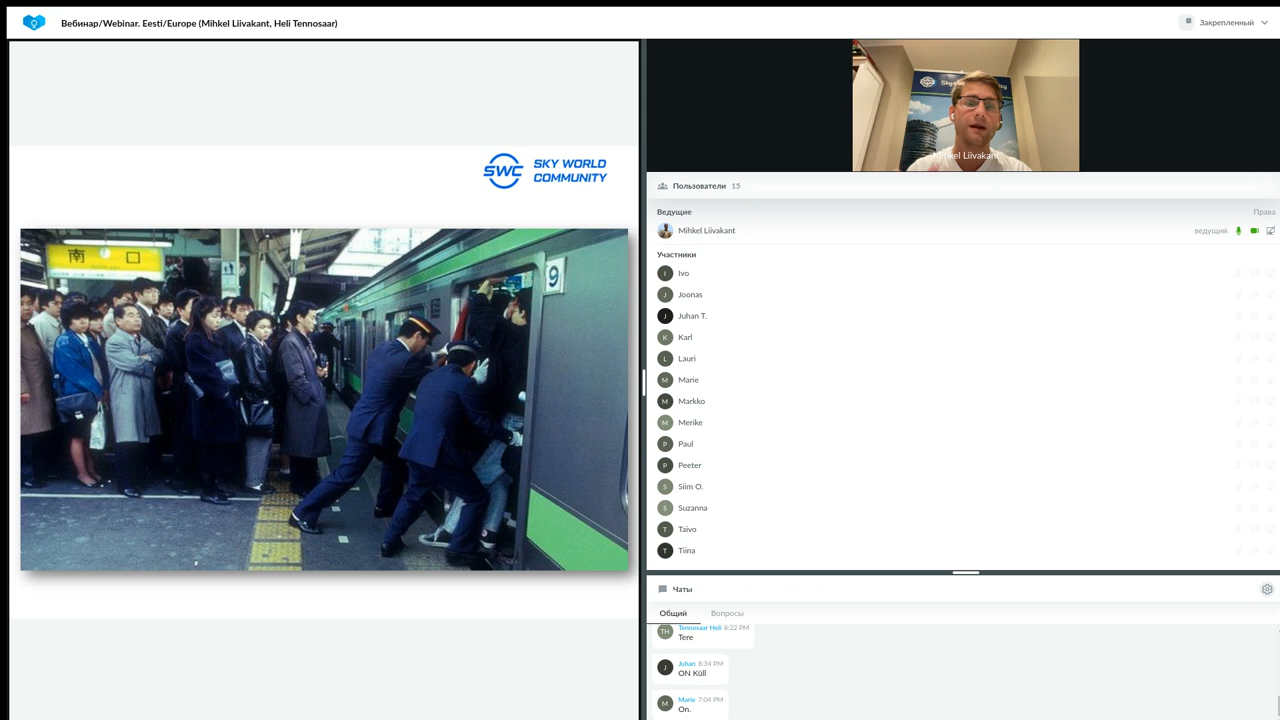 Вебинар/Webinar. Eesti/Europe (Mihkel Liivakant, Heli Tennosaar)
Закрепленный
SWC
SKY WORLD
COMMUNITY
南 口
9
Mihkel Liivakant
Пользователи 15
Ведущие
Права
Mihkel Liivakant
ведущий
Участники
I Ivo
J Joonas
J Juhan T.
K Karl
L Lauri
M Marie
M Markko
M Merike
P Paul
P Peeter
S Siim O.
S Suzanna
T Taivo
T Tiina
Чаты
Общий
Вопросы
TH Tennosaar Heli 8:22 PM
Tere
J Juhan 8:34 PM
ON Küll
M Marie 7:04 PM
On.